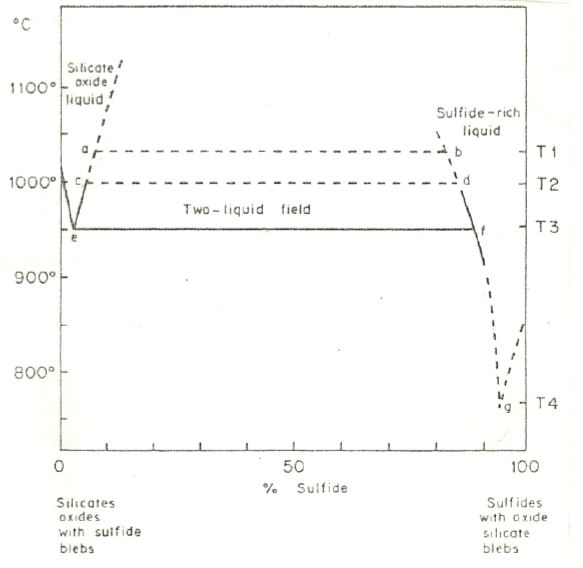 °C
Silicate
oxide
liquid
1100°
Sulfide-rich
liquid
a
b
T1
1000°
c
d
T2
Two-liquid field
e
f
T3
900°
800°
g
T4
0
50
100
% Sulfide
Silicates
oxides
with sulfide
blebs
Sulfides
with oxide
silicate
blebs